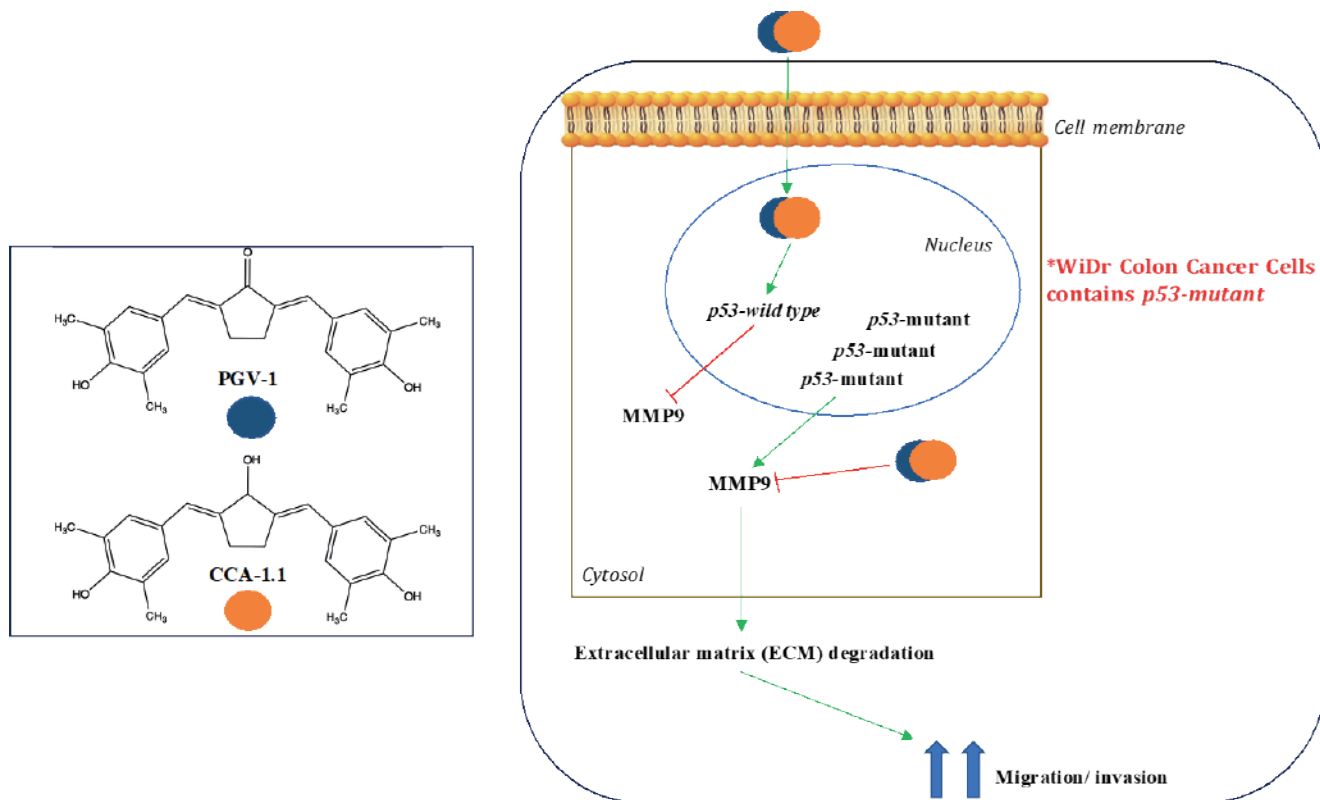 O
H₃C
CH₃
HO
OH
CH₃
CH₃
PGV-1
OH
H₃C
CH₃
HO
OH
CH₃
CH₃
CCA-1.1
Cell membrane
Nucleus
*WiDr Colon Cancer Cells
contains p53-mutant
p53-wild type
p53-mutant
p53-mutant
p53-mutant
MMP9
MMP9
Cytosol
Extracellular matrix (ECM) degradation
Migration/ invasion